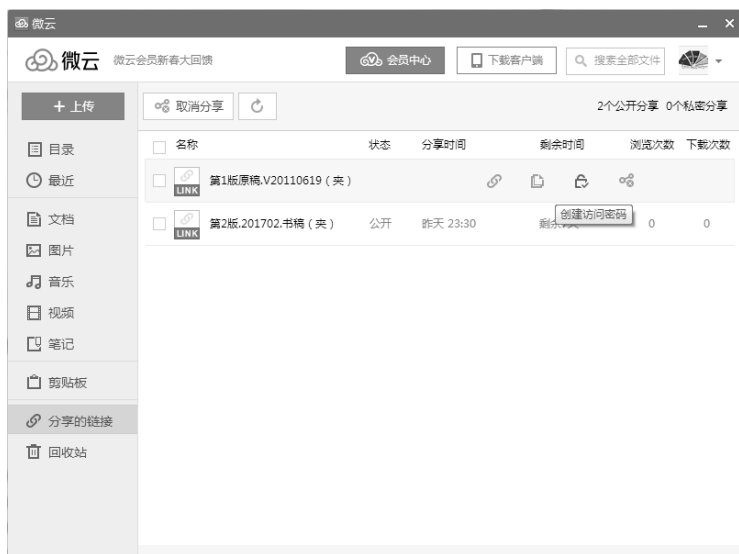 微云
微云 微云会员新春大回馈 会员中心 下载客户端 搜索全部文件
上传 取消分享 2个公开分享 0个私密分享
名称 状态 分享时间 剩余时间 浏览次数 下载次数
目录
最近
LINK 第1版原稿.V20110619（夹）
创建访问密码
文档
LINK 第2版.201702.书稿（夹） 公开 昨天 23:30 0 0
图片
音乐
视频
笔记
剪贴板
分享的链接
回收站